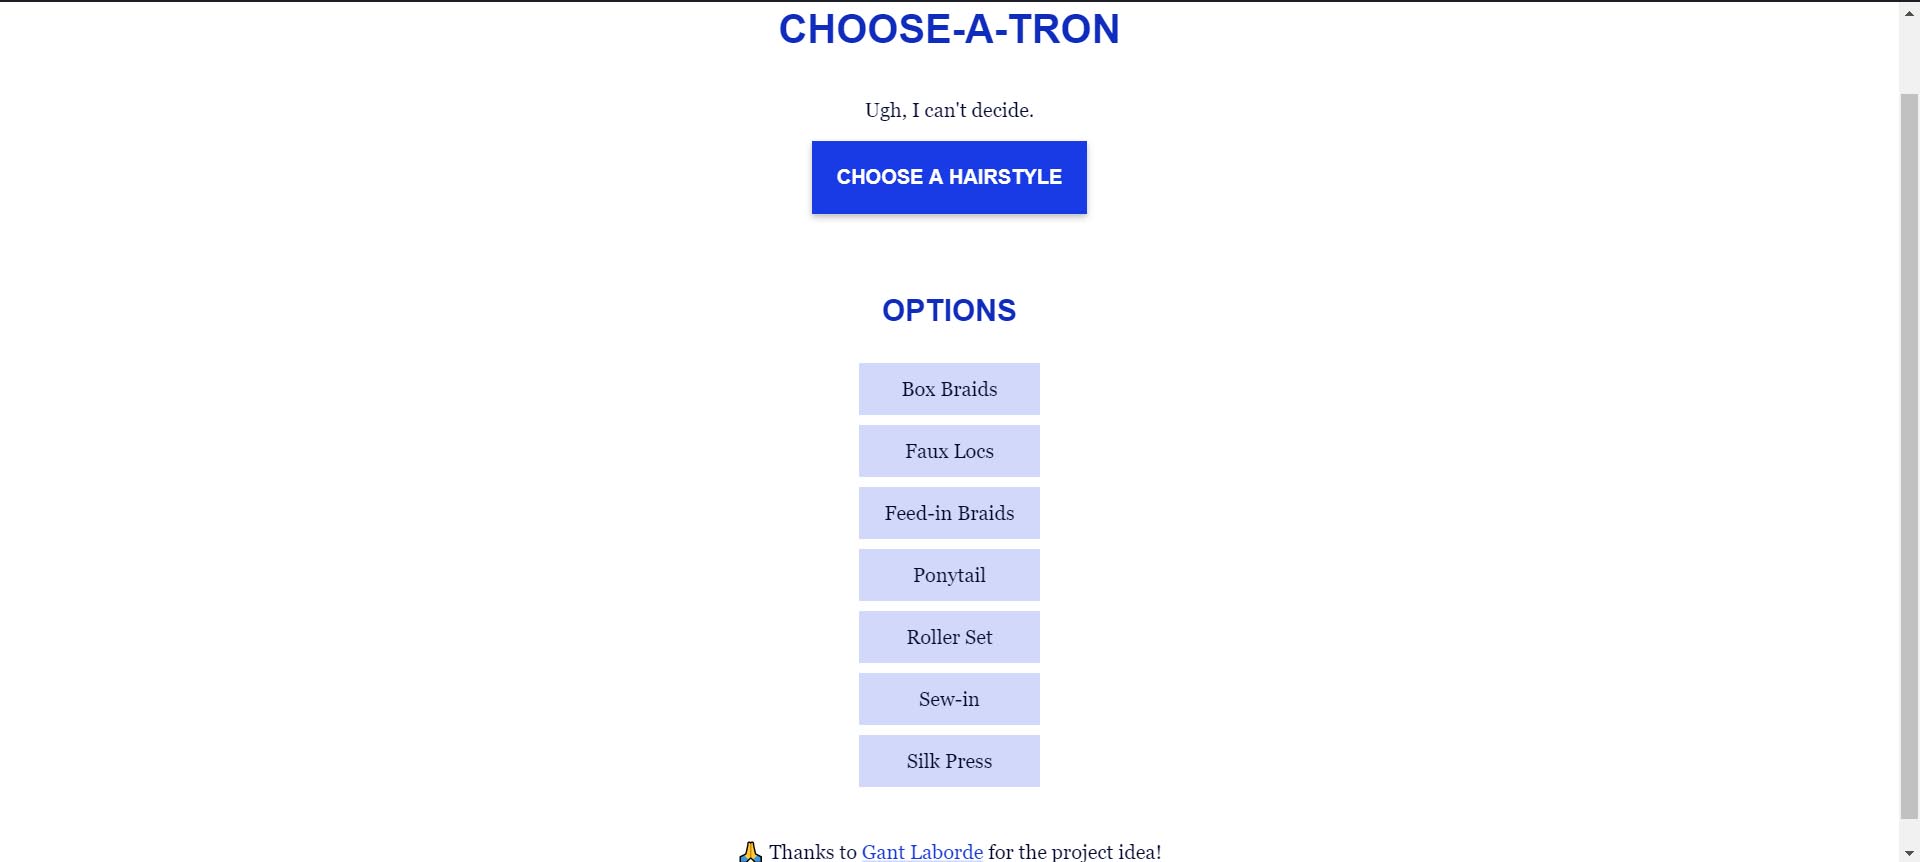 CHOOSE-A-TRON
Ugh, I can't decide.
CHOOSE A HAIRSTYLE
OPTIONS
Box Braids
Faux Locs
Feed-in Braids
Ponytail
Roller Set
Sew-in
Silk Press
🙏 Thanks to Gant Laborde for the project idea!